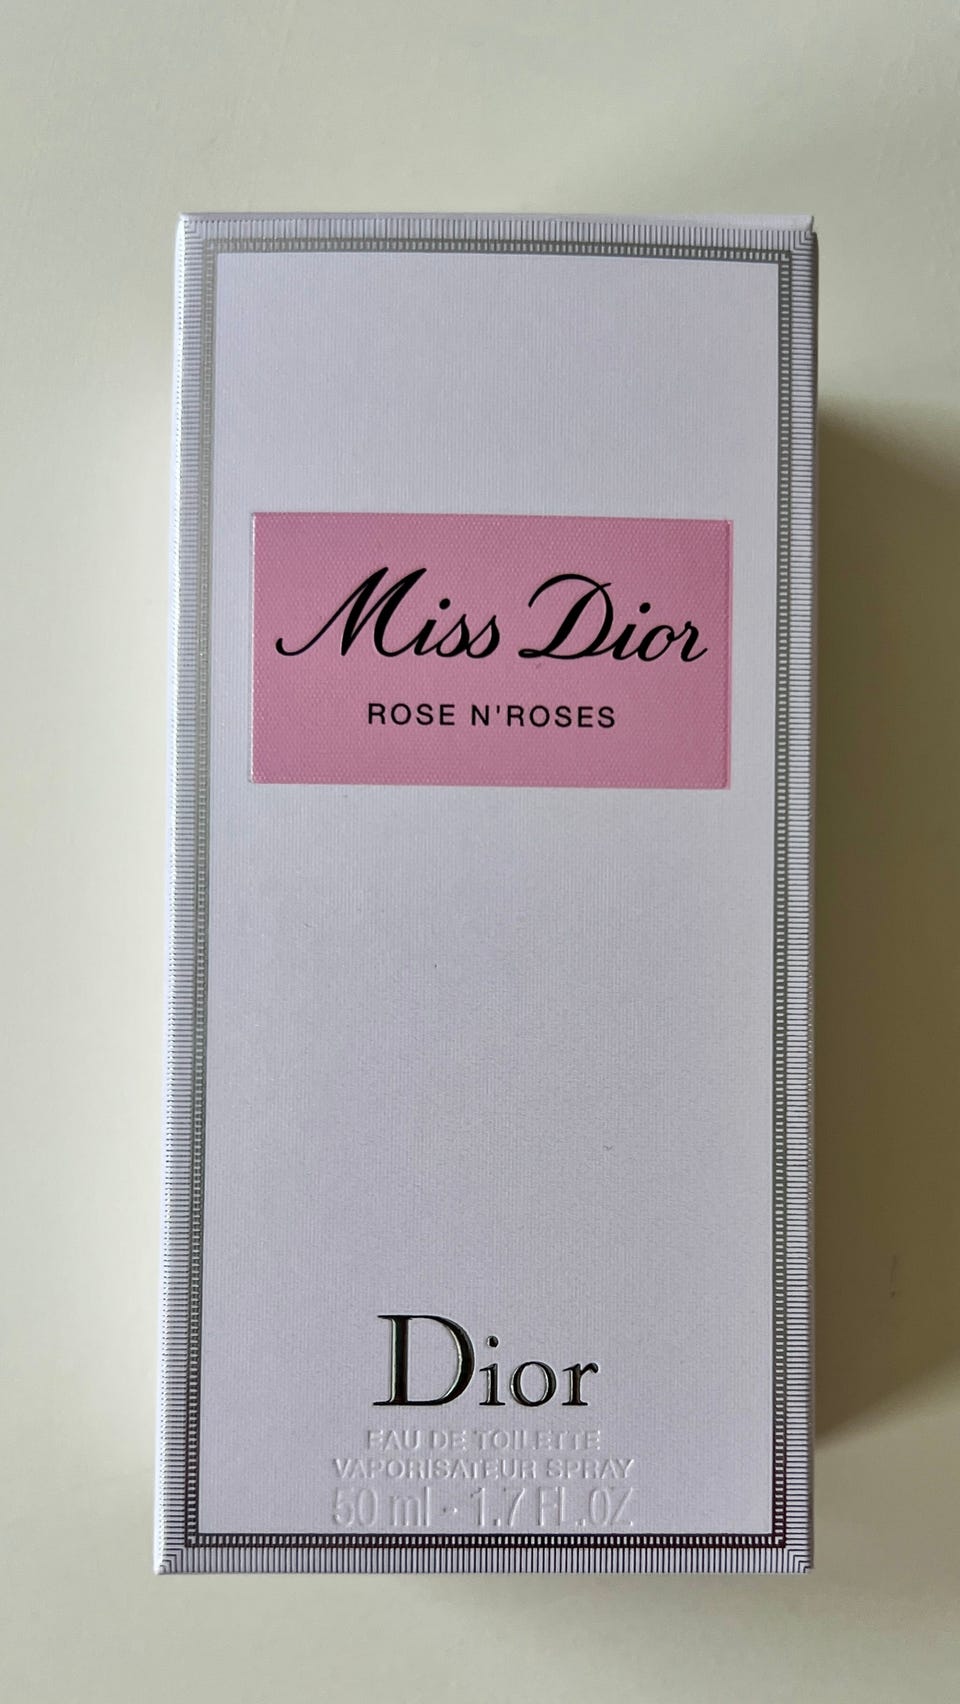 Miss Dior
ROSE N'ROSES
Dior
EAU DE TOILETTE
VAPORISATEUR SPRAY
50 ml - 1.7 FL.OZ